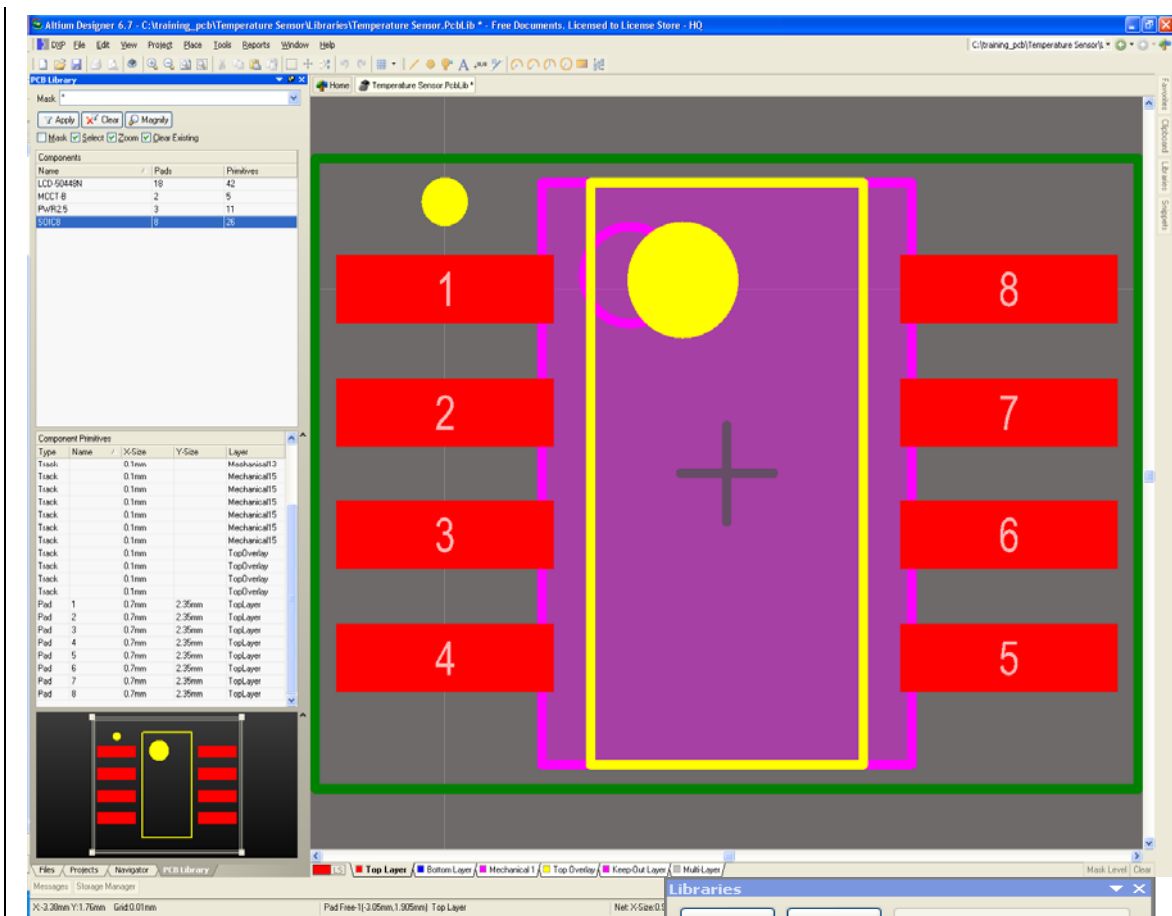 Altium Designer 6.7 - C:\training_pcb\Temperature Sensor\Libraries\Temperature Sensor.PcbLib * - Free Documents. Licensed to License Store - HQ
DXP File Edit View Project Place Tools Reports Window Help
C:\training_pcb\Temperature Sensor\L
PCB Library
Home Temperature Sensor.PcbLib *
Mask *
Apply Clear Magnify
Mask Select Zoom Clear Existing
Components
Name / Pads Primitives
LCD-50448N 18 42
MCCT-B 2 5
PWR2.5 3 11
SOIC8 8 26
Component Primitives
Type Name / X-Size Y-Size Layer
Track 0.1mm Mechanical13
Track 0.1mm Mechanical15
Track 0.1mm Mechanical15
Track 0.1mm Mechanical15
Track 0.1mm Mechanical15
Track 0.1mm Mechanical15
Track 0.1mm Mechanical15
Track 0.1mm TopOverlay
Track 0.1mm TopOverlay
Track 0.1mm TopOverlay
Track 0.1mm TopOverlay
Pad 1 0.7mm 2.35mm TopLayer
Pad 2 0.7mm 2.35mm TopLayer
Pad 3 0.7mm 2.35mm TopLayer
Pad 4 0.7mm 2.35mm TopLayer
Pad 5 0.7mm 2.35mm TopLayer
Pad 6 0.7mm 2.35mm TopLayer
Pad 7 0.7mm 2.35mm TopLayer
Pad 8 0.7mm 2.35mm TopLayer
1 8
2 7
3 6
4 5
Favorites
Clipboard
Libraries
Snippets
Files Projects Navigator PCB Library
LS Top Layer Bottom Layer Mechanical 1 Top Overlay Keep-Out Layer Multi-Layer Mask Level Clear
Messages Storage Manager
Libraries
X:-3.38mm Y:1.76mm Grid:0.01mm Pad Free-1(-3.05mm,1.905mm) Top Layer Net: X-Size:0.9